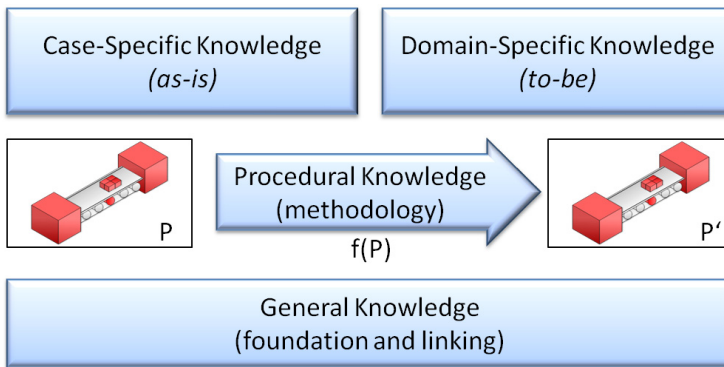 Case-Specific Knowledge
(as-is)
Domain-Specific Knowledge
(to-be)
Procedural Knowledge
(methodology)
P
f(P)
P‘
General Knowledge
(foundation and linking)